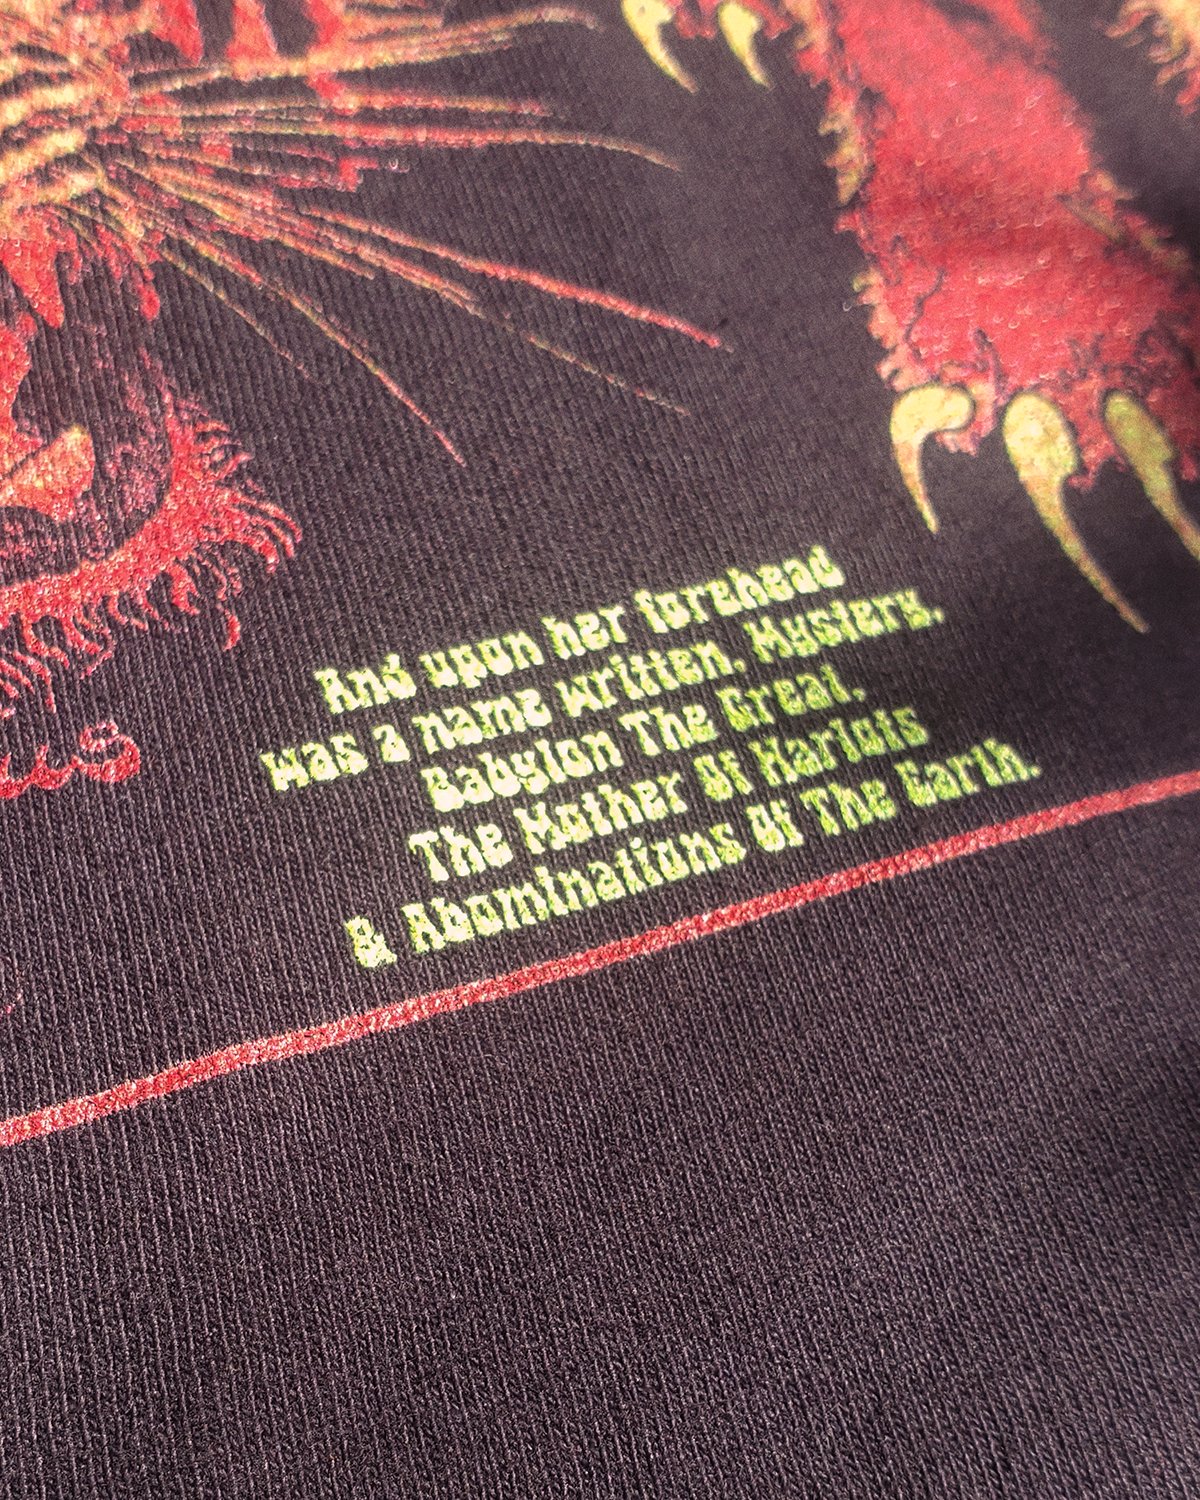 And upon her forehead
was a name written, Mystery,
Babylon The Great,
The Mother Of Harlots
& Abominations Of The Earth.